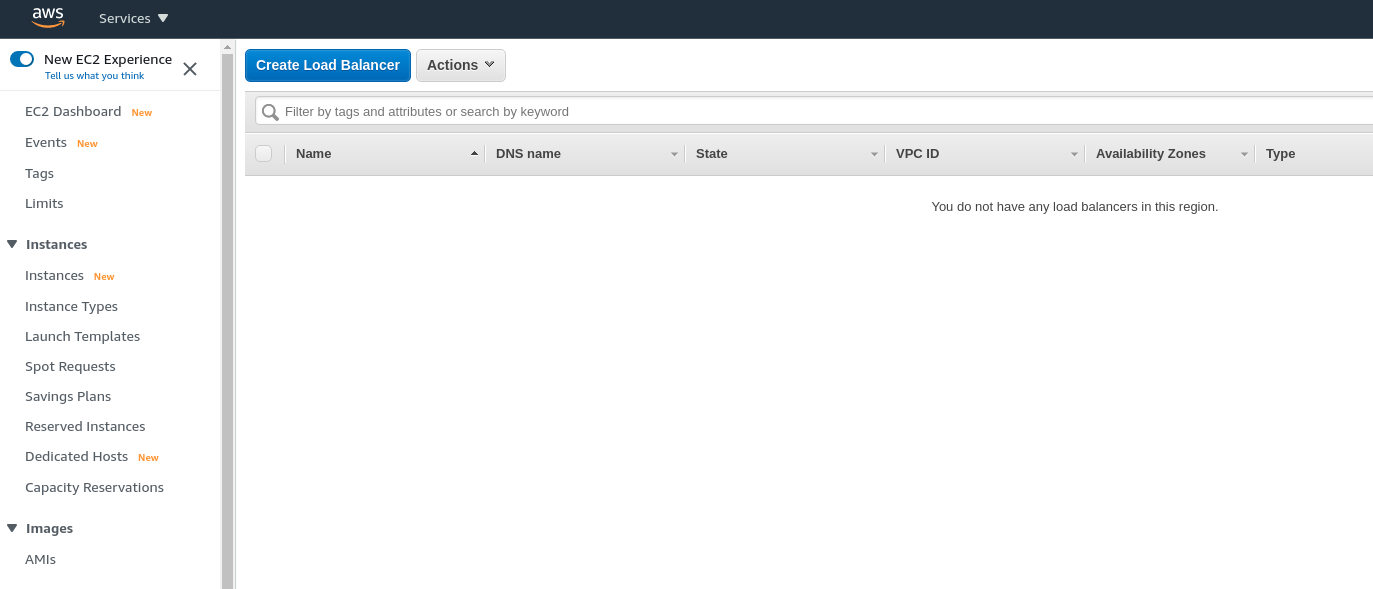 aws
Services
New EC2 Experience
Tell us what you think
EC2 Dashboard New
Events New
Tags
Limits
Instances
Instances New
Instance Types
Launch Templates
Spot Requests
Savings Plans
Reserved Instances
Dedicated Hosts New
Capacity Reservations
Images
AMIs
Create Load Balancer
Actions
Filter by tags and attributes or search by keyword
Name DNS name State VPC ID Availability Zones Type
You do not have any load balancers in this region.